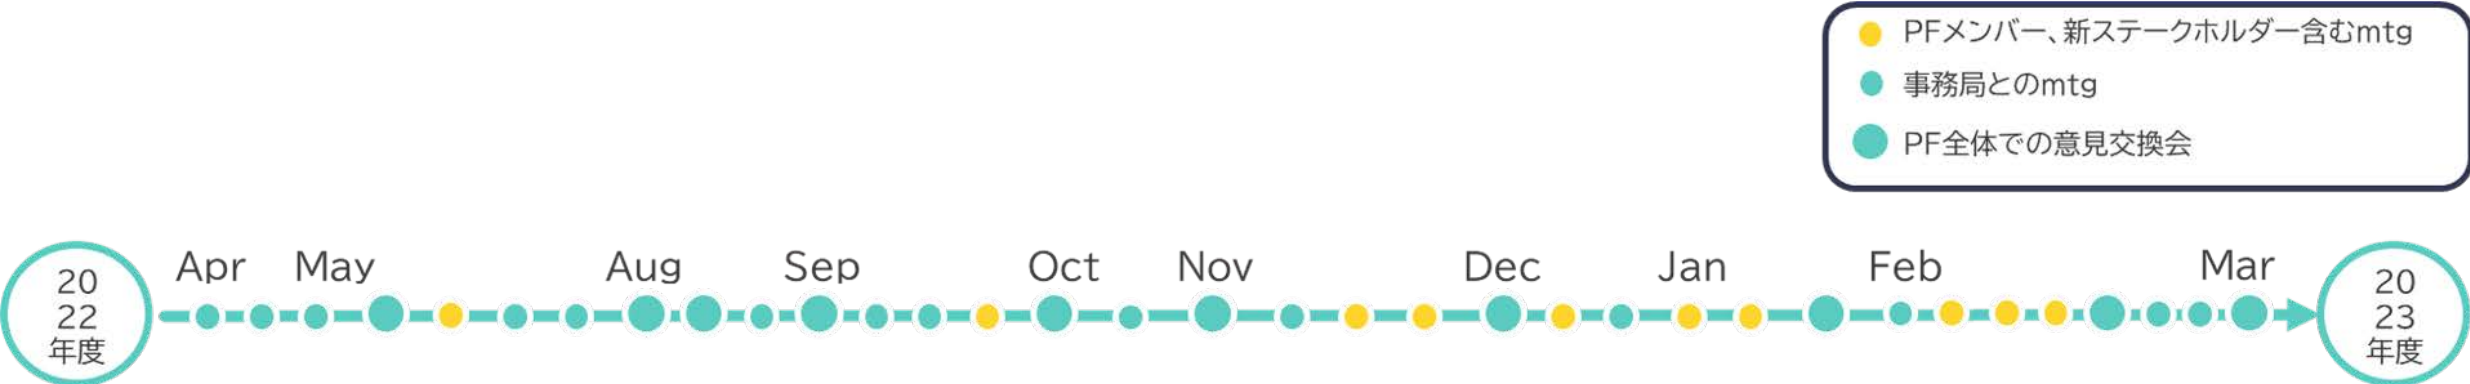 PFメンバー、新ステークホルダー含むmtg
事務局とのmtg
PF全体での意見交換会
20
22
年度
Apr May Aug Sep Oct Nov Dec Jan Feb Mar
20
23
年度